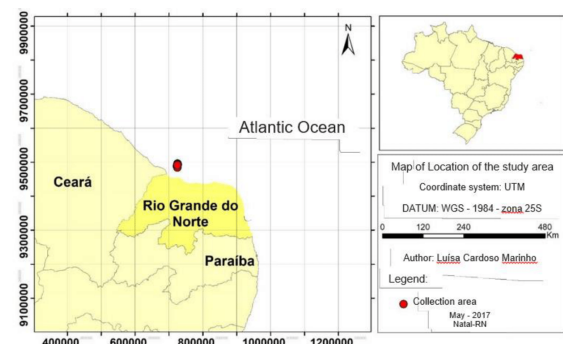 N
Atlantic Ocean
Ceará
Rio Grande do
Norte
Paraíba
9900000
9700000
9500000
9300000
9100000
400000 600000 800000 1000000 1200000
Map of Location of the study area
Coordinate system: UTM
DATUM: WGS - 1984 - zona 25S
0 120 240 480
Km
Author: Luísa Cardoso Marinho
Legend:
Collection area
May - 2017
Natal-RN